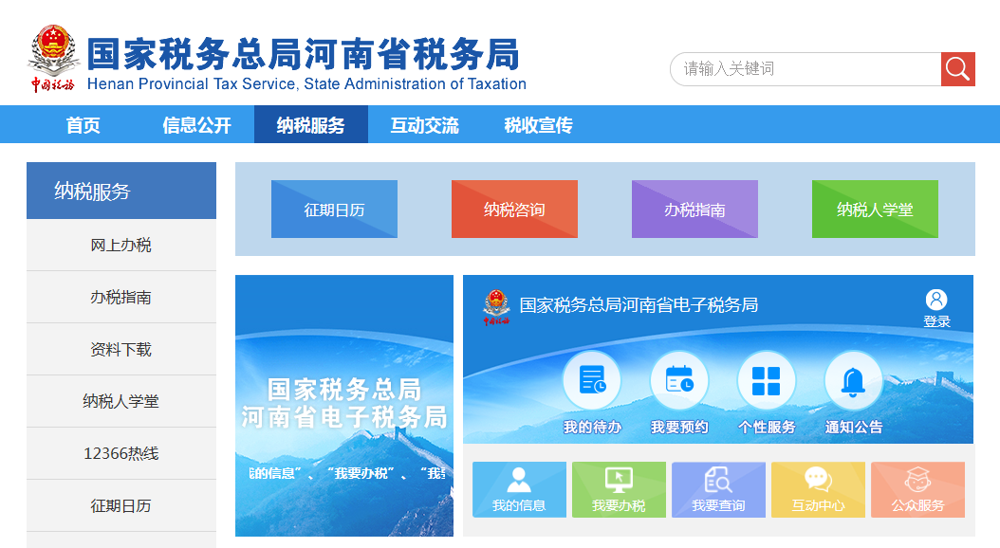 国家税务总局河南省税务局
中国税务
Henan Provincial Tax Service, State Administration of Taxation
请输入关键词
首页 信息公开 纳税服务 互动交流 税收宣传
纳税服务
网上办税
办税指南
资料下载
纳税人学堂
12366热线
征期日历
征期日历 纳税咨询 办税指南 纳税人学堂
国家税务总局
河南省电子税务局
的信息”、“我要办税”、“我
国家税务总局河南省电子税务局
中国税务
登录
我的待办 我要预约 个性服务 通知公告
我的信息 我要办税 我要查询 互动中心 公众服务